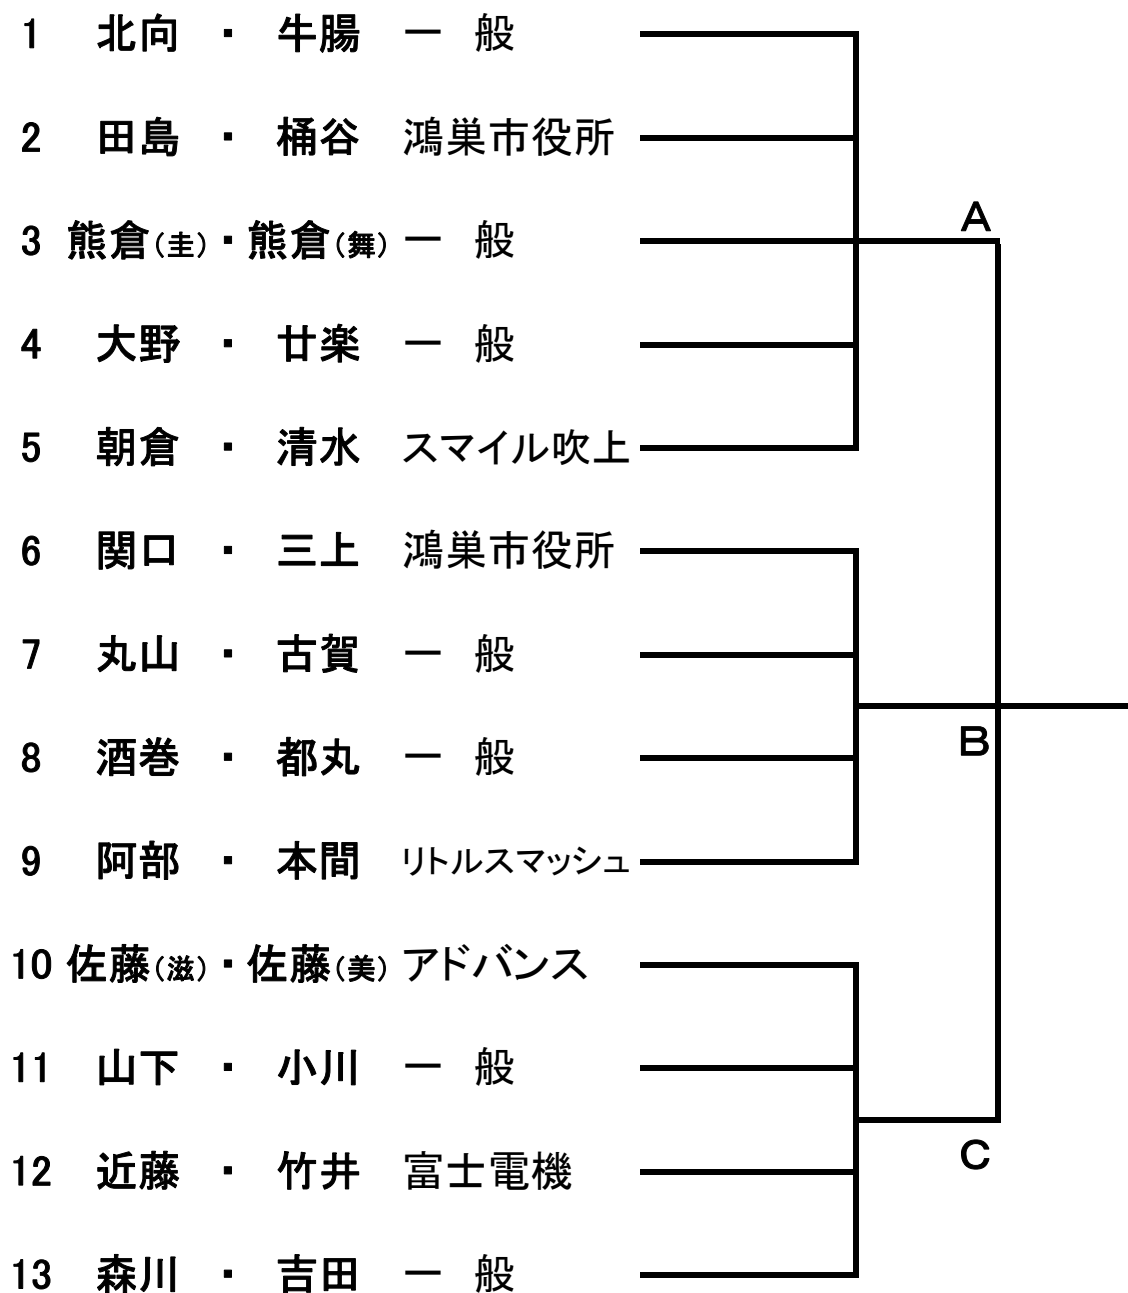 1 北向 ・ 牛腸 一 般
2 田島 ・ 桶谷 鴻巣市役所
A
3 熊倉(圭)・熊倉(舞) 一 般
4 大野 ・ 廿楽 一 般
5 朝倉 ・ 清水 スマイル吹上
6 関口 ・ 三上 鴻巣市役所
7 丸山 ・ 古賀 一 般
B
8 酒巻 ・ 都丸 一 般
9 阿部 ・ 本間 リトルスマッシュ
10 佐藤(滋)・佐藤(美) アドバンス
11 山下 ・ 小川 一 般
C
12 近藤 ・ 竹井 富士電機
13 森川 ・ 吉田 一 般